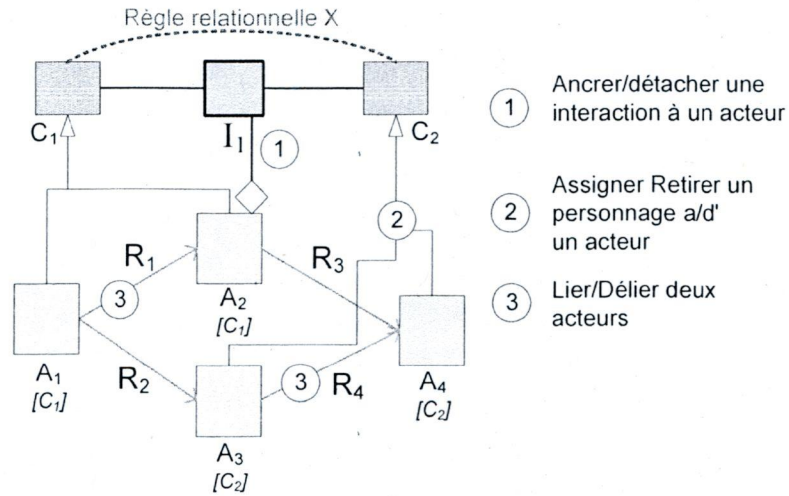 Règle relationnelle X
C1
I1
1
C2
2
R1
3
R3
A2
[C1]
A1
[C1]
R2
3
R4
A4
[C2]
A3
[C2]
1
Ancrer/détacher une
interaction à un acteur
2
Assigner Retirer un
personnage a/d'
un acteur
3
Lier/Délier deux
acteurs